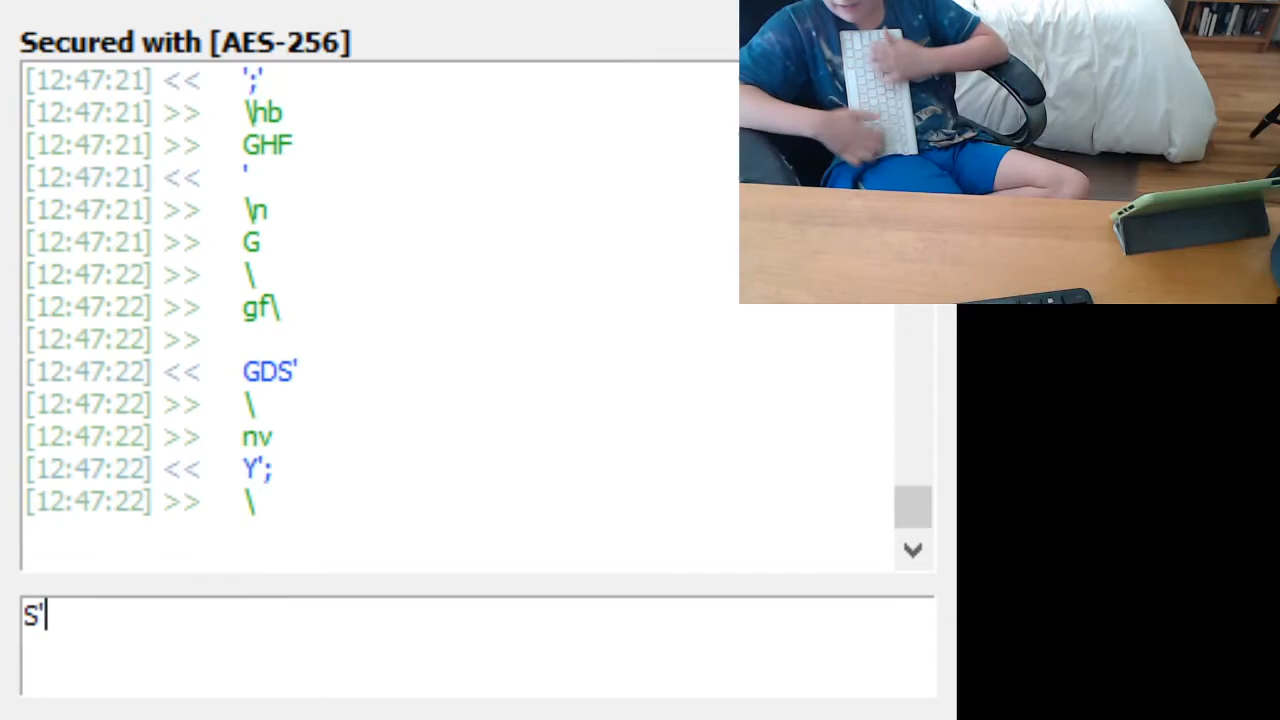 Secured with [AES-256]
[12:47:21] << ';'
[12:47:21] >> \hb
[12:47:21] >> GHF
[12:47:21] << '
[12:47:21] >> \n
[12:47:21] >> G
[12:47:22] >> \
[12:47:22] >> gf\
[12:47:22] >>
[12:47:22] << GDS'
[12:47:22] >> \
[12:47:22] >> nv
[12:47:22] << Y';
[12:47:22] >> \
S'